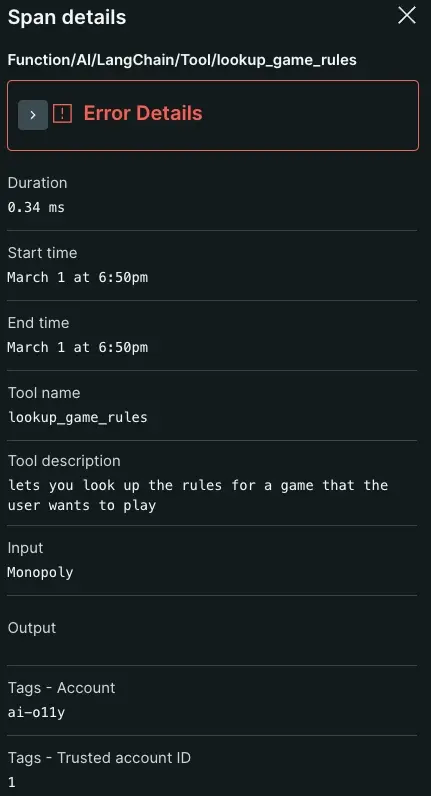 Span details
Function/AI/LangChain/Tool/lookup_game_rules
Error Details
Duration
0.34 ms
Start time
March 1 at 6:50pm
End time
March 1 at 6:50pm
Tool name
lookup_game_rules
Tool description
lets you look up the rules for a game that the
user wants to play
Input
Monopoly
Output
Tags - Account
ai-o11y
Tags - Trusted account ID
1